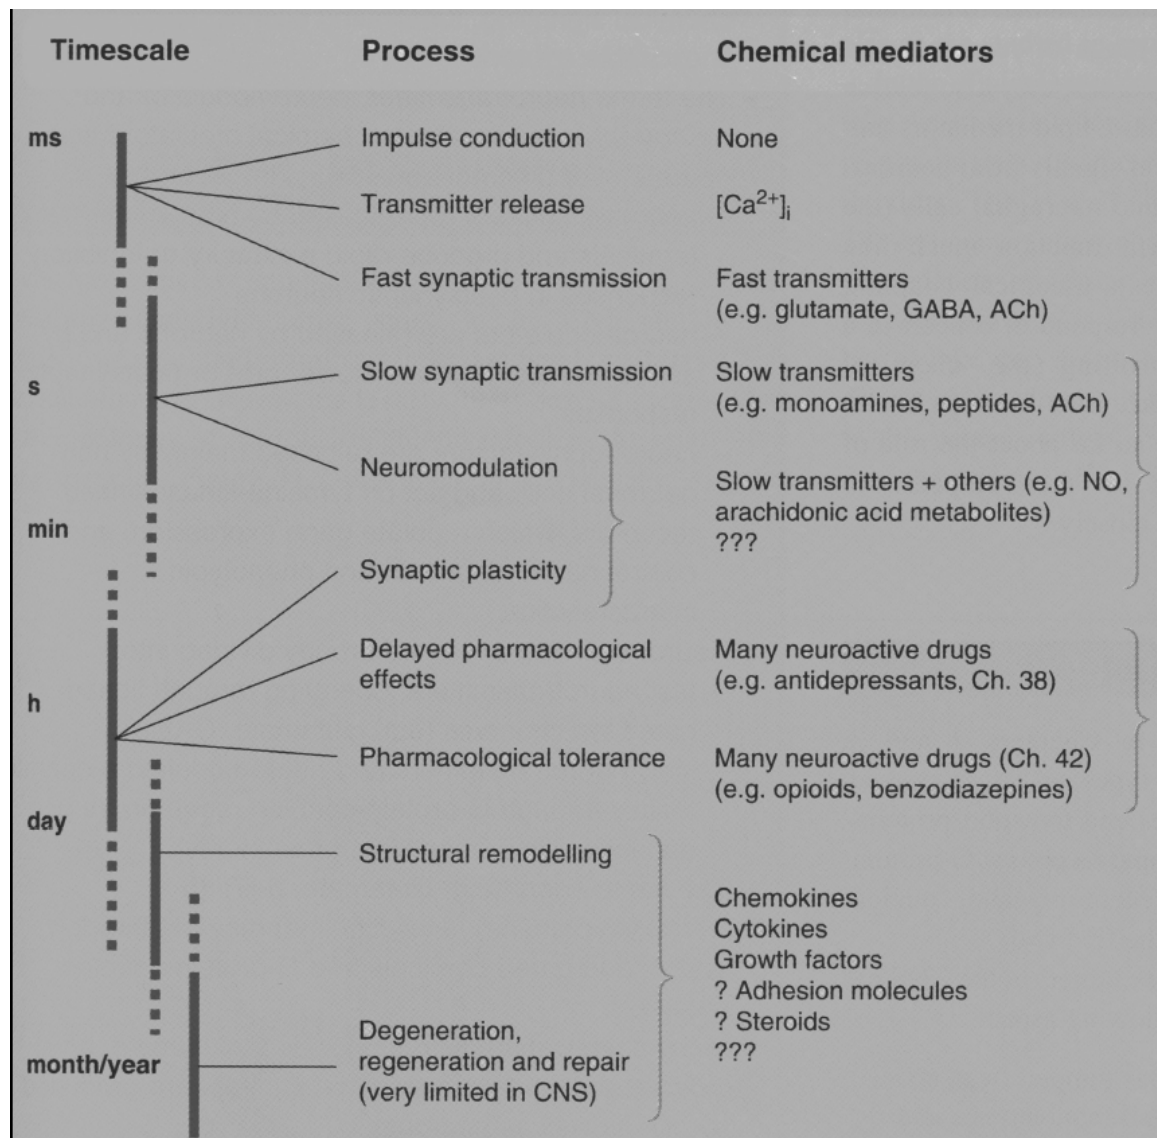 Timescale Process Chemical mediators
ms Impulse conduction None
Transmitter release [Ca²⁺]ᵢ
Fast synaptic transmission Fast transmitters
(e.g. glutamate, GABA, ACh)
s Slow synaptic transmission Slow transmitters
(e.g. monoamines, peptides, ACh)
Neuromodulation Slow transmitters + others (e.g. NO,
min arachidonic acid metabolites)
???
Synaptic plasticity
Delayed pharmacological Many neuroactive drugs
effects (e.g. antidepressants, Ch. 38)
h
Pharmacological tolerance Many neuroactive drugs (Ch. 42)
(e.g. opioids, benzodiazepines)
day
Structural remodelling
Chemokines
Cytokines
Growth factors
? Adhesion molecules
? Steroids
Degeneration, ???
month/year regeneration and repair
(very limited in CNS)